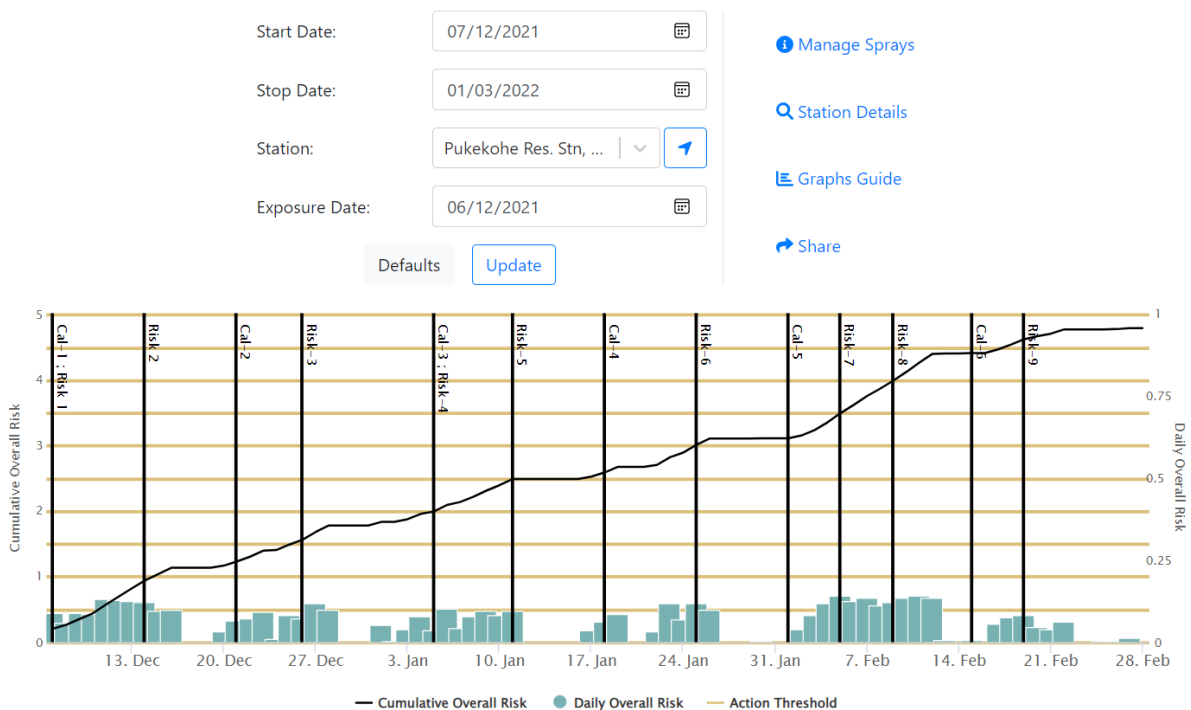 Start Date:
07/12/2021
Stop Date:
01/03/2022
Station:
Pukekohe Res. Stn, ...
Exposure Date:
06/12/2021
Defaults
Update
Manage Sprays
Station Details
Graphs Guide
Share
Cumulative Overall Risk
5
4
3
2
1
0
Cal-1 ; Risk 1
Risk 2
Cal-2
Risk-3
Cal-3 ; Risk-4
Risk-5
Cal-4
Risk-6
Cal-5
Risk-7
Risk-8
Cal-6
Risk-9
1
0.75
0.5
0.25
0
Daily Overall Risk
13. Dec
20. Dec
27. Dec
3. Jan
10. Jan
17. Jan
24. Jan
31. Jan
7. Feb
14. Feb
21. Feb
28. Feb
Cumulative Overall Risk
Daily Overall Risk
Action Threshold